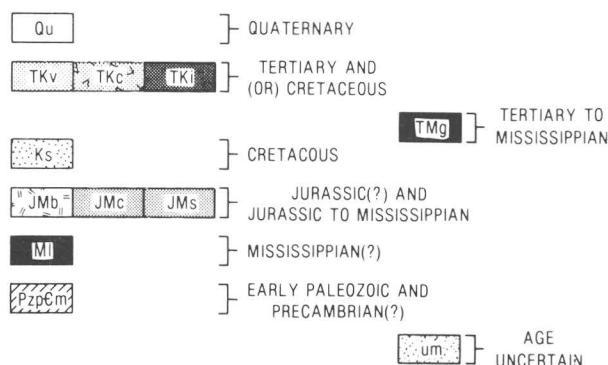 Qu QUATERNARY
TKv TKc TKi TERTIARY AND
(OR) CRETACEOUS
TMg TERTIARY TO
MISSISSIPPIAN
Ks CRETACOUS
JMb JMc JMs JURASSIC(?) AND
JURASSIC TO MISSISSIPPIAN
Ml MISSISSIPPIAN(?)
Pzp€m EARLY PALEOZOIC AND
PRECAMBRIAN(?)
um AGE
UNCERTAIN